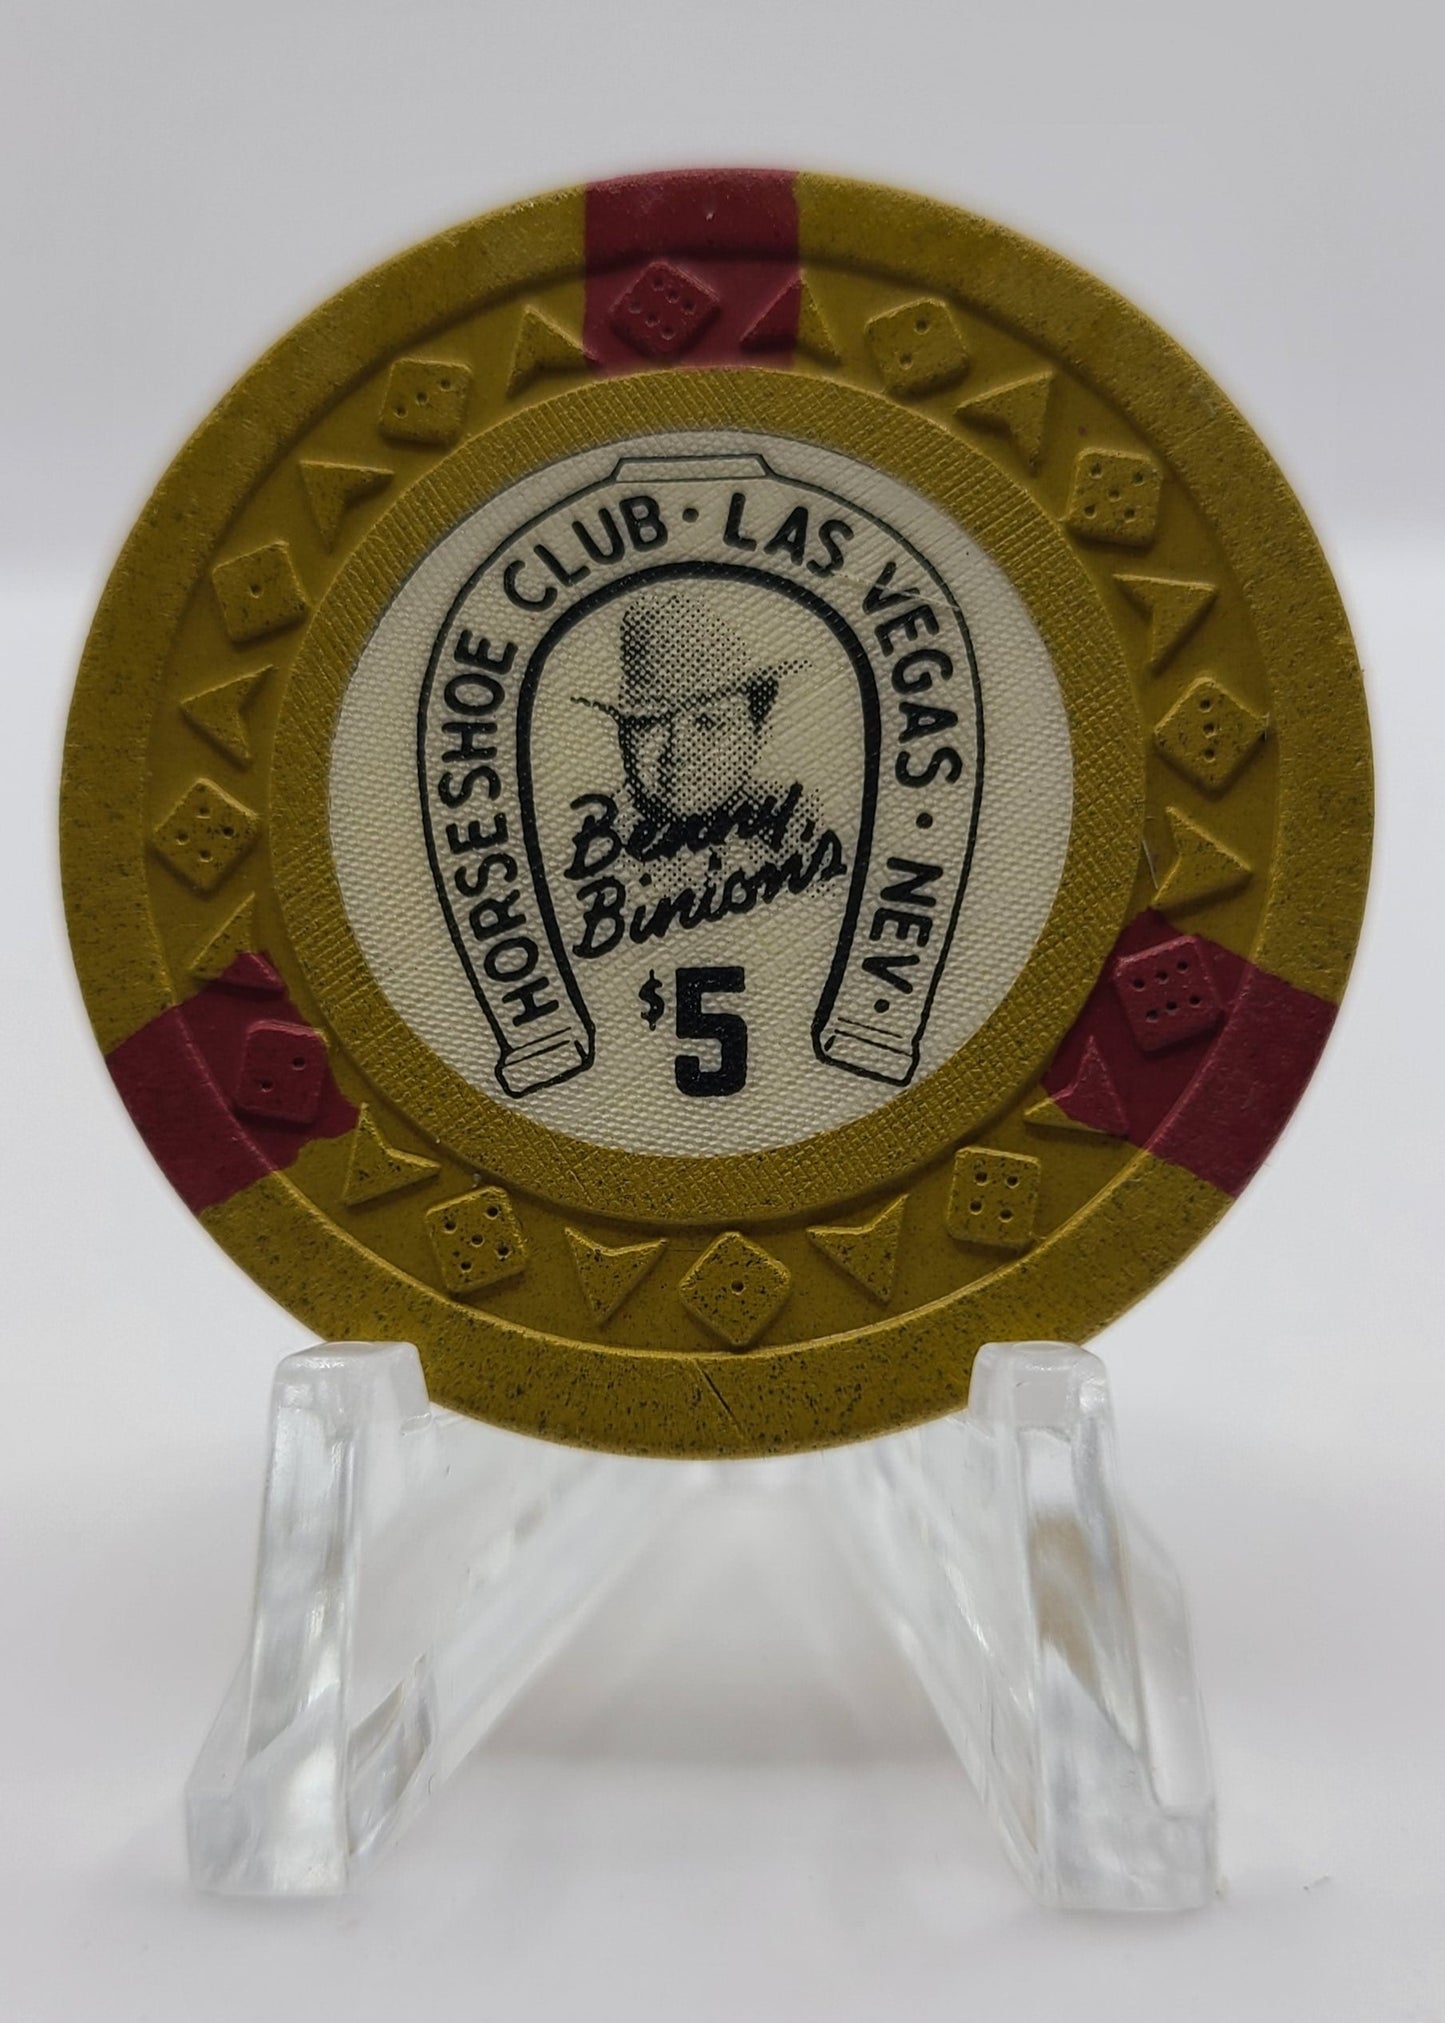 HORSESHOE CLUB · LAS VEGAS · NEV ·
Benny
Binion's
$5